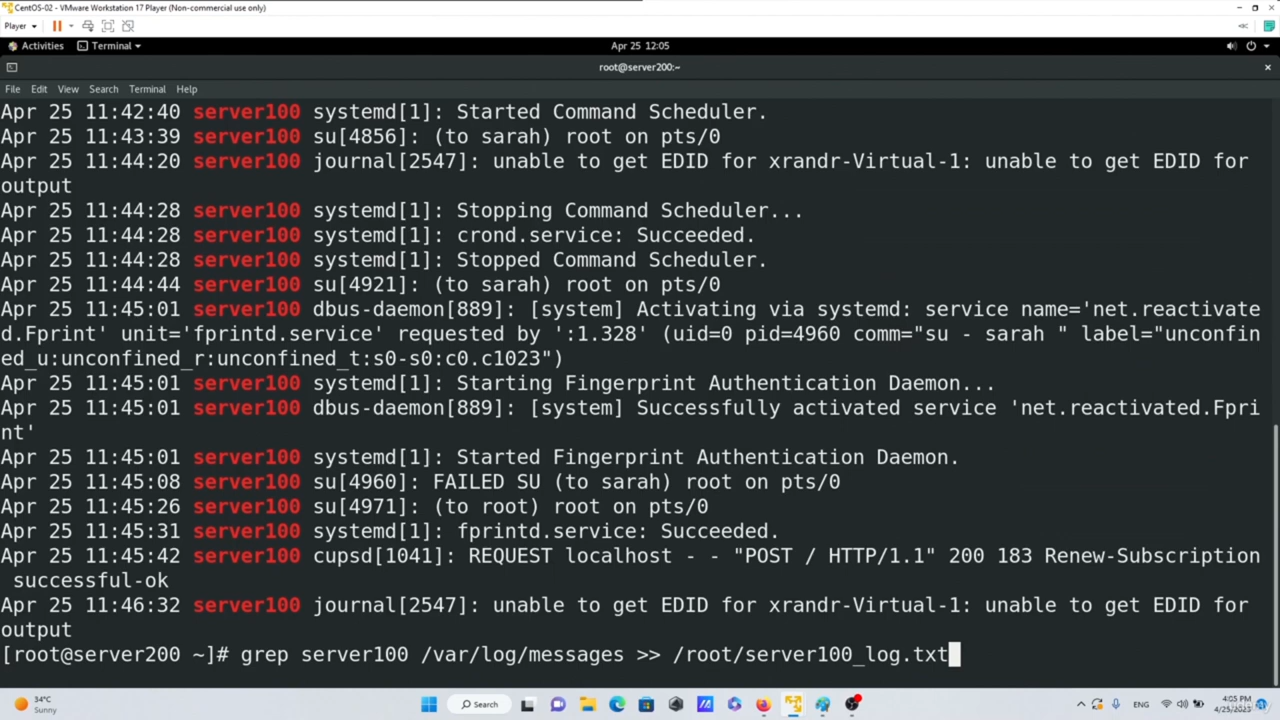 CentOS-02 - VMware Workstation 17 Player (Non-commercial use only)
Player
Activities Terminal Apr 25 12:05
root@server200:~
File Edit View Search Terminal Help
Apr 25 11:42:40 server100 systemd[1]: Started Command Scheduler.
Apr 25 11:43:39 server100 su[4856]: (to sarah) root on pts/0
Apr 25 11:44:20 server100 journal[2547]: unable to get EDID for xrandr-Virtual-1: unable to get EDID for
output
Apr 25 11:44:28 server100 systemd[1]: Stopping Command Scheduler...
Apr 25 11:44:28 server100 systemd[1]: crond.service: Succeeded.
Apr 25 11:44:28 server100 systemd[1]: Stopped Command Scheduler.
Apr 25 11:44:44 server100 su[4921]: (to sarah) root on pts/0
Apr 25 11:45:01 server100 dbus-daemon[889]: [system] Activating via systemd: service name='net.reactivate
d.Fprint' unit='fprintd.service' requested by ':1.328' (uid=0 pid=4960 comm="su - sarah " label="unconfin
ed_u:unconfined_r:unconfined_t:s0-s0:c0.c1023")
Apr 25 11:45:01 server100 systemd[1]: Starting Fingerprint Authentication Daemon...
Apr 25 11:45:01 server100 dbus-daemon[889]: [system] Successfully activated service 'net.reactivated.Fpri
nt'
Apr 25 11:45:01 server100 systemd[1]: Started Fingerprint Authentication Daemon.
Apr 25 11:45:08 server100 su[4960]: FAILED SU (to sarah) root on pts/0
Apr 25 11:45:26 server100 su[4971]: (to root) root on pts/0
Apr 25 11:45:31 server100 systemd[1]: fprintd.service: Succeeded.
Apr 25 11:45:42 server100 cupsd[1041]: REQUEST localhost - - "POST / HTTP/1.1" 200 183 Renew-Subscription
successful-ok
Apr 25 11:46:32 server100 journal[2547]: unable to get EDID for xrandr-Virtual-1: unable to get EDID for
output
[root@server200 ~]# grep server100 /var/log/messages >> /root/server100_log.txt
34°C
Sunny
Search
ENG
4:05 PM
4/25/2023